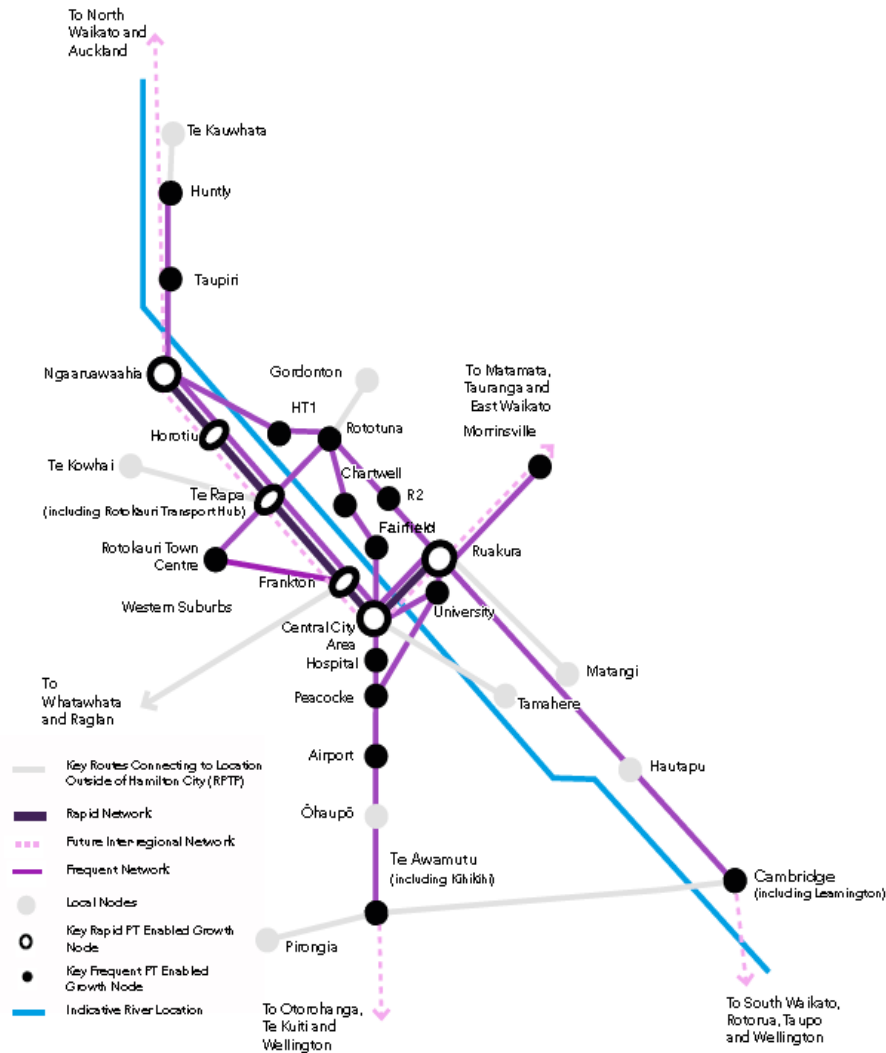 To North
Waikato and
Auckland
Te Kauwhata
Huntly
Taupiri
Ngaaruawaahia
Gordonton
To Matamata,
Tauranga and
East Waikato
Morrinsville
HT1
Rototuna
Horotiu
Te Kowhai
Chartwell
Te Rapa
(including Rotokauri Transport Hub)
R2
Fairfield
Rotokauri Town
Centre
Ruakura
Frankton
Western Suburbs
University
Central City
Area
Hospital
Peacocke
Matangi
Tamahere
To
Whatawhata
and Raglan
Airport
Hautapu
Ōhaupō
Te Awamutu
(including Kihikihi)
Cambridge
(including Leamington)
Pirongia
To Otorohanga,
Te Kuiti and
Wellington
To South Waikato,
Rotorua, Taupo
and Wellington
Key Routes Connecting to Location
Outside of Hamilton City (RPTP)
Rapid Network
Future Inter-regional Network
Frequent Network
Local Nodes
Key Rapid PT Enabled Growth
Node
Key Frequent PT Enabled
Growth Node
Indicative River Location